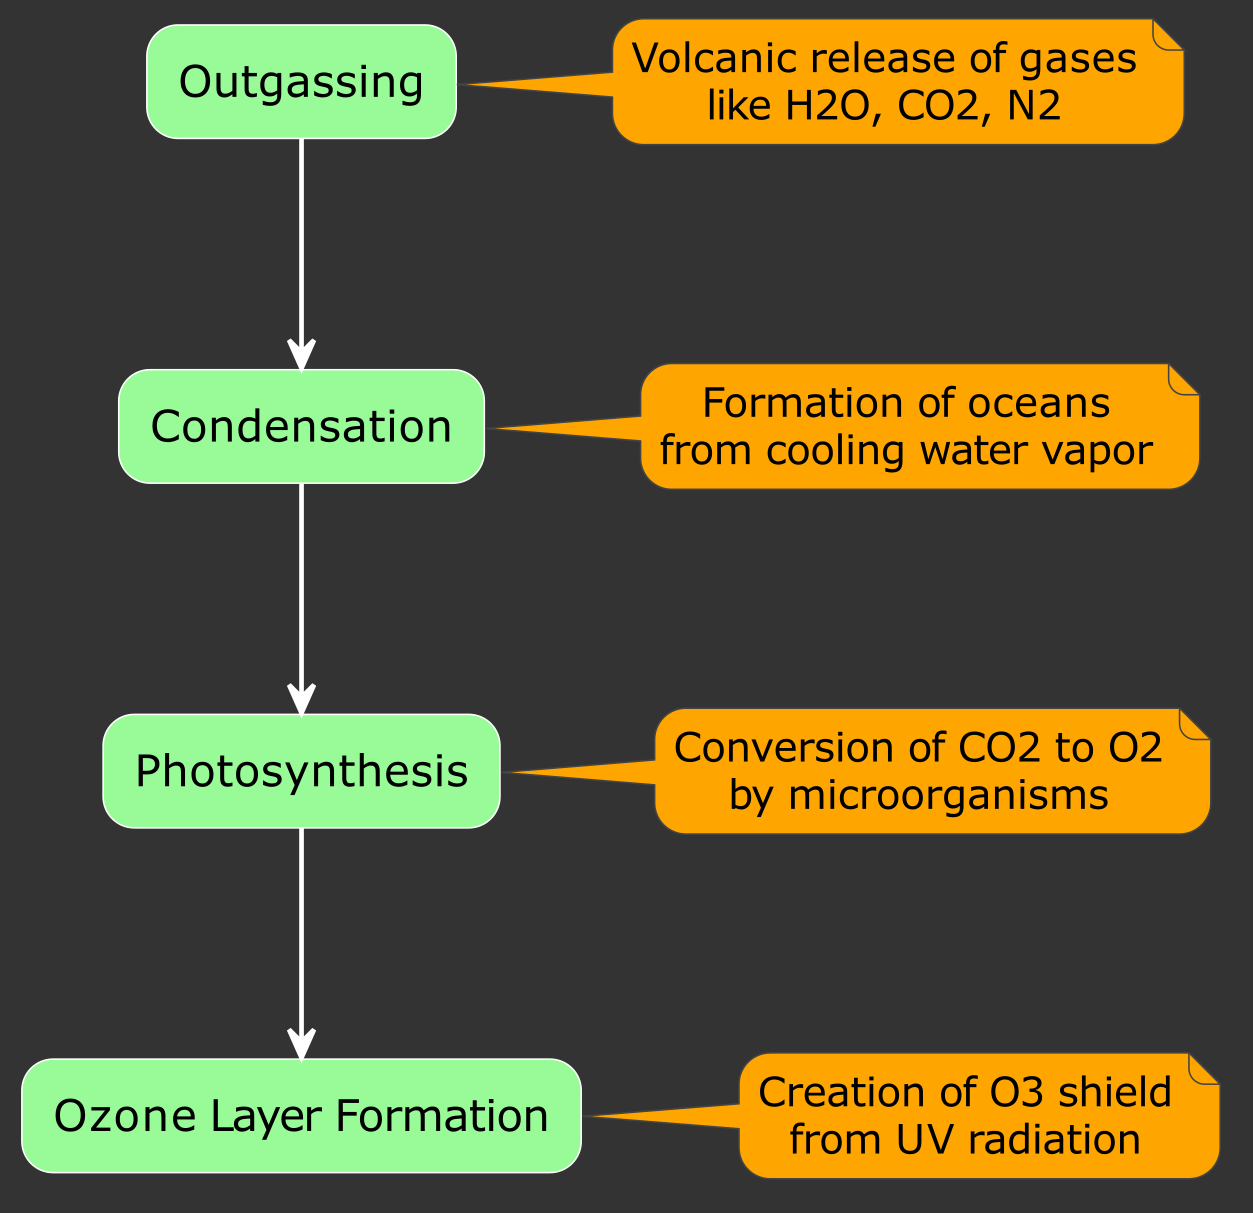 Outgassing
Volcanic release of gases
like H2O, CO2, N2
Condensation
Formation of oceans
from cooling water vapor
Photosynthesis
Conversion of CO2 to O2
by microorganisms
Ozone Layer Formation
Creation of O3 shield
from UV radiation